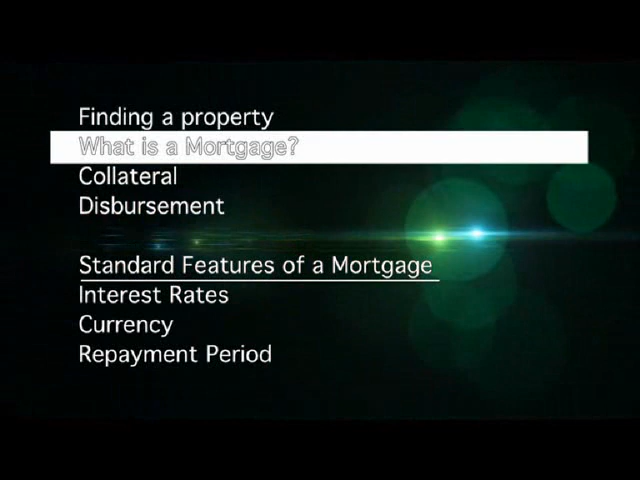 Finding a property
What is a Mortgage?
Collateral
Disbursement
Standard Features of a Mortgage
Interest Rates
Currency
Repayment Period